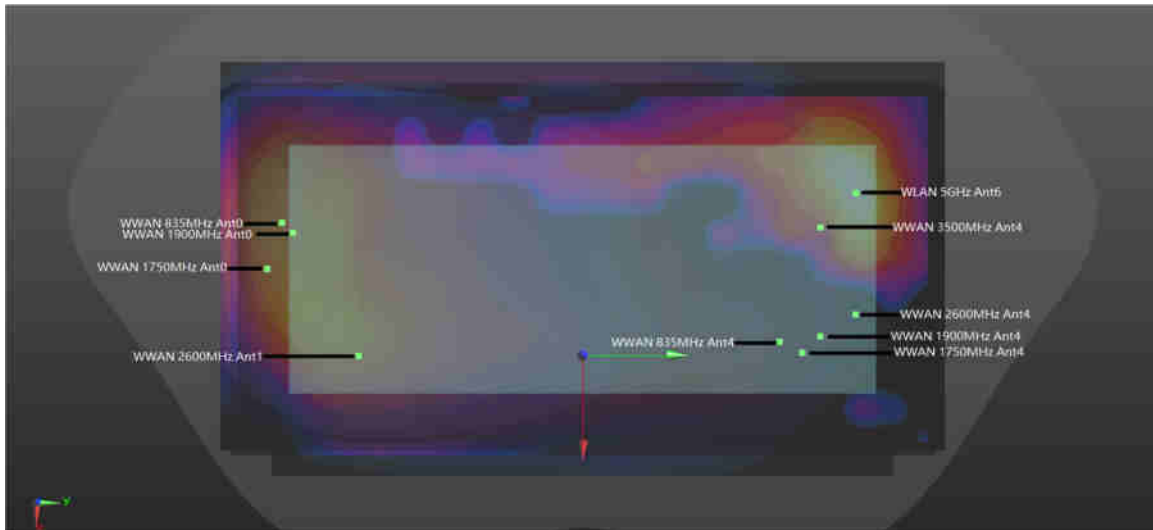 WLAN 5GHz Ant6
WWAN 835MHz Ant0
WWAN 3500MHz Ant4
WWAN 1900MHz Ant0
WWAN 1750MHz Ant0
WWAN 2600MHz Ant4
WWAN 1900MHz Ant4
WWAN 835MHz Ant4
WWAN 1750MHz Ant4
WWAN 2600MHz Ant1
Y